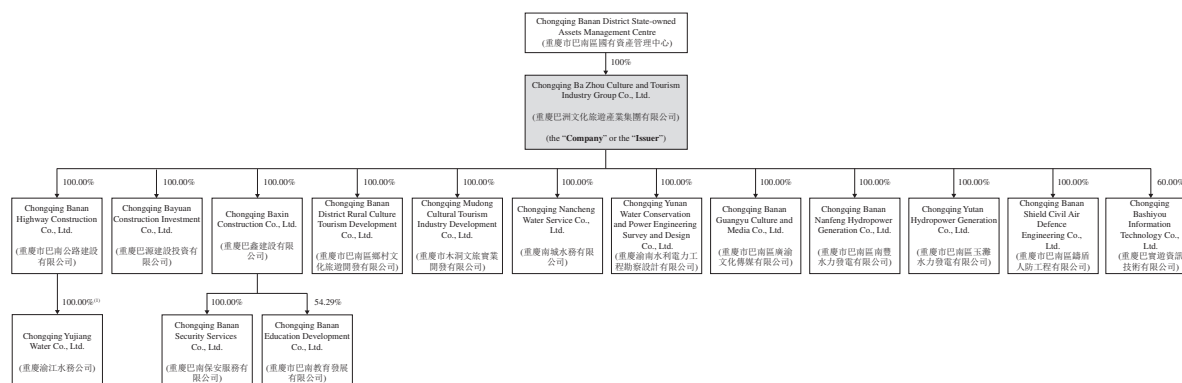 Chongqing Banan District State-owned
Assets Management Centre
(重慶市巴南區國有資產管理中心)
100%
Chongqing Ba Zhou Culture and Tourism
Industry Group Co., Ltd.
(重慶巴洲文化旅遊產業集團有限公司)
(the “Company” or the “Issuer”)
100.00%
100.00%
100.00%
100.00%
100.00%
100.00%
100.00%
100.00%
100.00%
100.00%
100.00%
60.00%
Chongqing Banan
Highway Construction
Co., Ltd.
(重慶市巴南公路建設
有限公司)
Chongqing Bayuan
Construction Investment
Co., Ltd.
(重慶巴源建設投資有
限公司)
Chongqing Baxin
Construction Co., Ltd.
(重慶巴鑫建設有限公
司)
Chongqing Banan
District Rural Culture
Tourism Development
Co., Ltd.
(重慶市巴南區鄉村文
化旅遊開發有限公司)
Chongqing Mudong
Cultural Tourism
Industry Development
Co., Ltd.
(重慶市木洞文旅實業
開發有限公司)
Chongqing Nancheng
Water Service Co.,
Ltd.
(重慶南城水務有限公
司)
Chongqing Yunan
Water Conservation
and Power Engineering
Survey and Design
Co., Ltd.
(重慶渝南水利電力工
程勘察設計有限公司)
Chongqing Banan
Guangyu Culture and
Media Co., Ltd.
(重慶市巴南區廣渝
文化傳媒有限公司)
Chongqing Banan
Nanfeng Hydropower
Generation Co., Ltd.
(重慶市巴南區南豐
水力發電有限公司)
Chongqing Yutan
Hydropower Generation
Co., Ltd.
(重慶市巴南區玉灘
水力發電有限公司)
Chongqing Banan
Shield Civil Air
Defence
Engineering Co.,
Ltd.
(重慶市巴南區鑄盾
人防工程有限公司)
Chongqing
Bashiyou
Information
Technology Co.,
Ltd.
(重慶巴實遊資訊
技術有限公司)
100.00%(1)
100.00%
54.29%
Chongqing Yujiang
Water Co., Ltd.
(重慶渝江水務公司)
Chongqing Banan
Security Services
Co., Ltd.
(重慶巴南保安服務有
限公司)
Chongqing Banan
Education Development
Co., Ltd.
(重慶市巴南教育發展
有限公司)